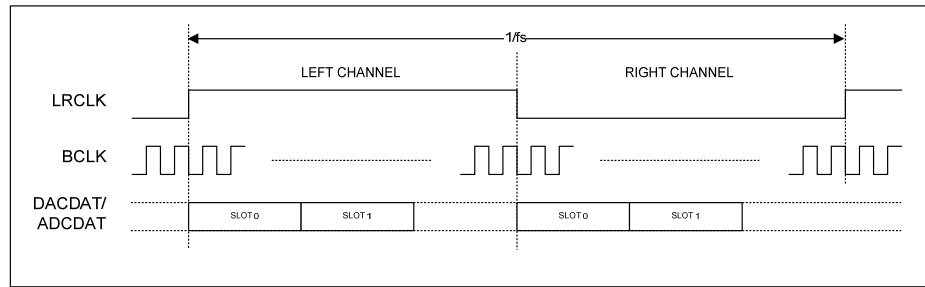 1/fs
LEFT CHANNEL RIGHT CHANNEL
LRCLK
BCLK
DACDAT/
ADCDAT
SLOT 0 SLOT 1 SLOT 0 SLOT 1